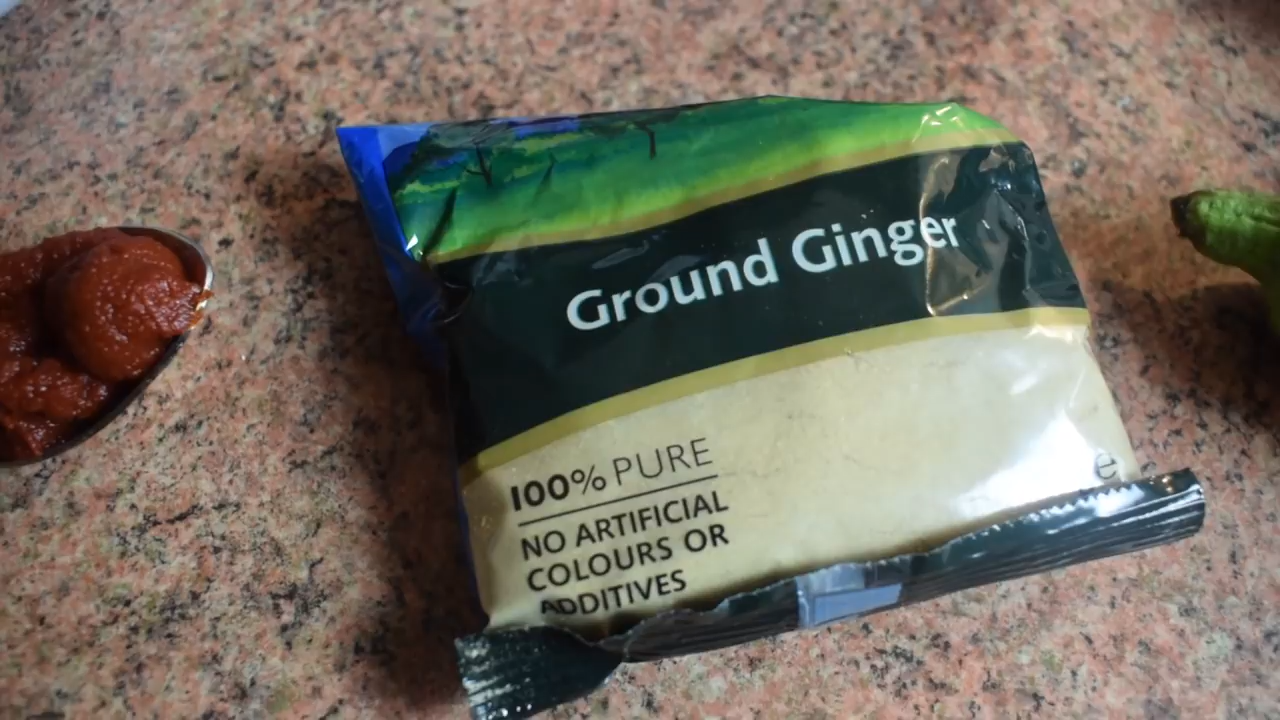 Ground Ginger
100% PURE
NO ARTIFICIAL
COLOURS OR
ADDITIVES
e